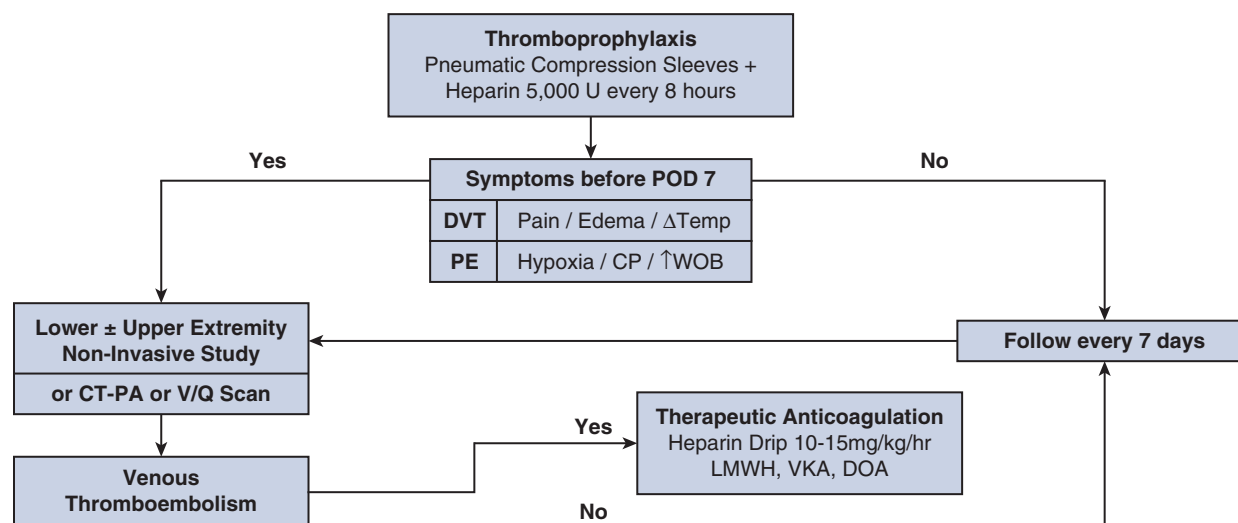 Thromboprophylaxis
Pneumatic Compression Sleeves +
Heparin 5,000 U every 8 hours
Yes
No
Symptoms before POD 7
DVT Pain / Edema / ΔTemp
PE Hypoxia / CP / ↑WOB
Lower ± Upper Extremity
Non-Invasive Study
or CT-PA or V/Q Scan
Follow every 7 days
Yes
Therapeutic Anticoagulation
Heparin Drip 10-15mg/kg/hr
LMWH, VKA, DOA
Venous
Thromboembolism
No